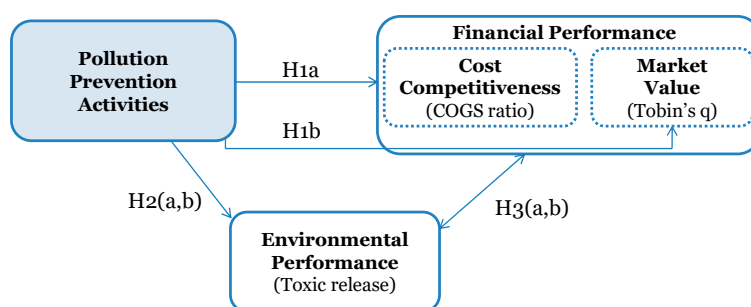 Pollution
Prevention
Activities
H1a
H1b
Financial Performance
Cost
Competitiveness
(COGS ratio)
Market
Value
(Tobin's q)
H2(a,b)
H3(a,b)
Environmental
Performance
(Toxic release)